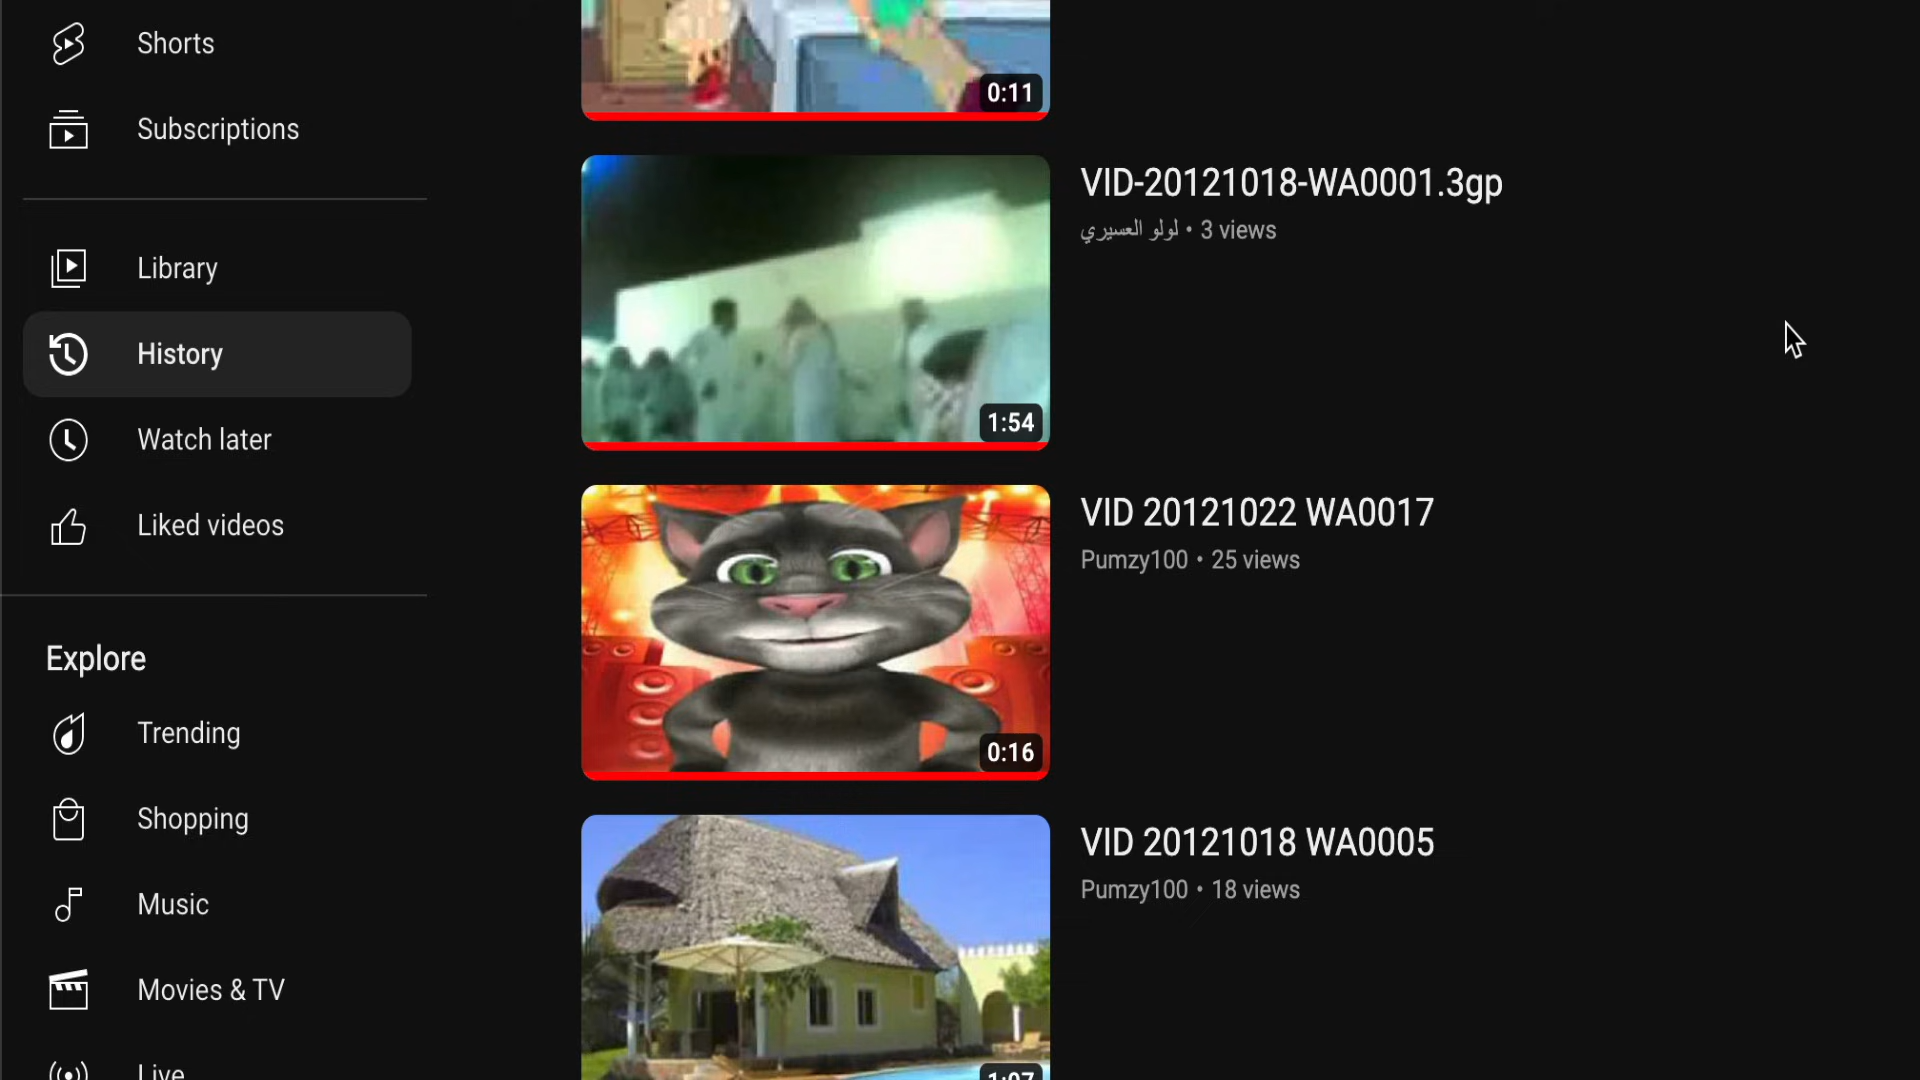 Shorts
Subscriptions
Library
History
Watch later
Liked videos
Explore
Trending
Shopping
Music
Movies & TV
Live
0:11
VID-20121018-WA0001.3gp
لولو العسيري • 3 views
1:54
VID 20121022 WA0017
Pumzy100 • 25 views
0:16
VID 20121018 WA0005
Pumzy100 • 18 views
1:07